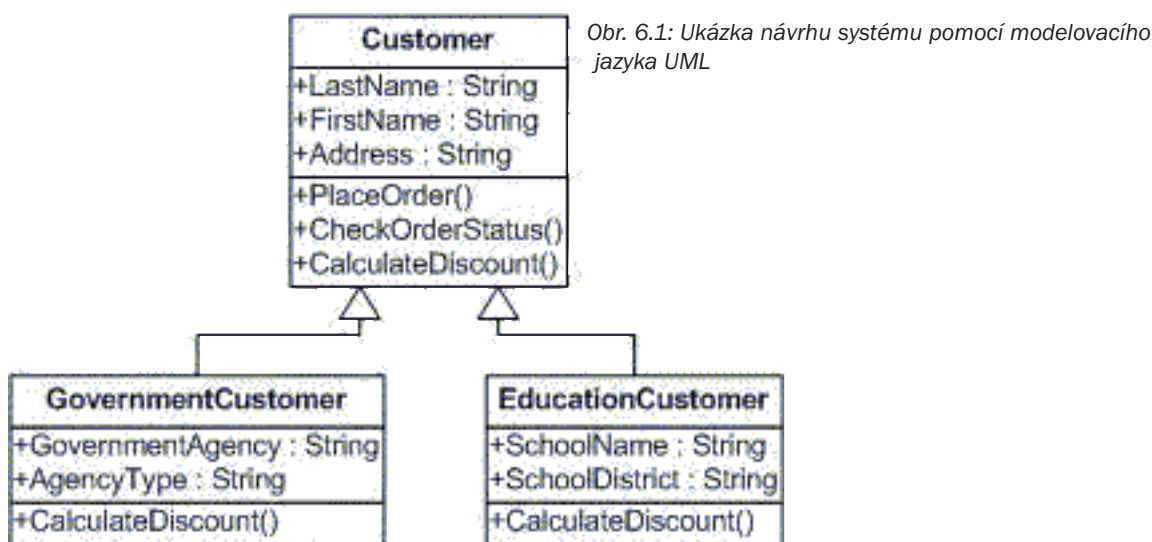 Customer
+LastName : String
+FirstName : String
+Address : String
+PlaceOrder()
+CheckOrderStatus()
+CalculateDiscount()
Obr. 6.1: Ukázka návrhu systému pomocí modelovacího
jazyka UML
GovernmentCustomer
+GovernmentAgency : String
+AgencyType : String
+CalculateDiscount()
EducationCustomer
+SchoolName : String
+SchoolDistrict : String
+CalculateDiscount()